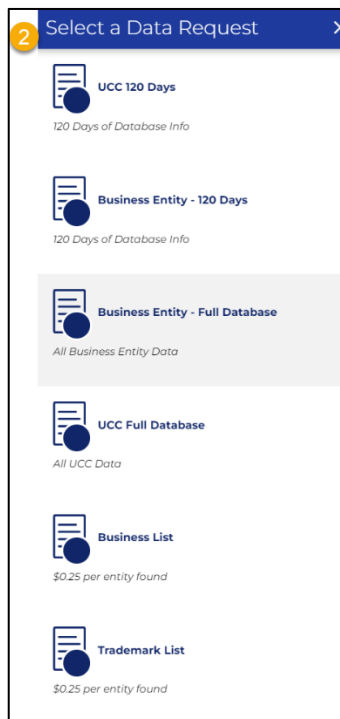 2
Select a Data Request
UCC 120 Days
120 Days of Database Info
Business Entity - 120 Days
120 Days of Database Info
Business Entity - Full Database
All Business Entity Data
UCC Full Database
All UCC Data
Business List
$0.25 per entity found
Trademark List
$0.25 per entity found